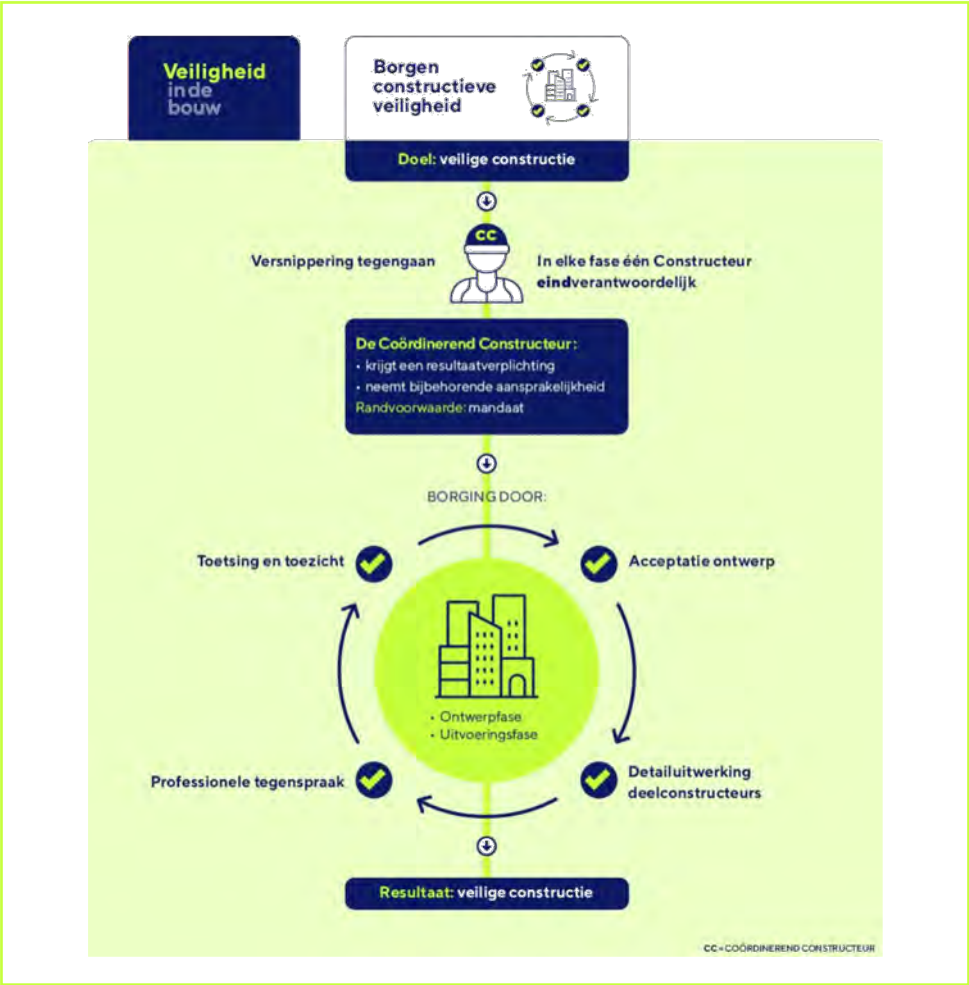 Veiligheid
in de
bouw
Borgen
constructieve
veiligheid
Doel: veilige constructie
CC
Versnippering tegengaan
In elke fase één Constructeur
eindverantwoordelijk
De Coördinerend Constructeur:
• krijgt een resultaatverplichting
• neemt bijbehorende aansprakelijkheid
Randvoorwaarde: mandaat
BORGING DOOR:
Toetsing en toezicht
Acceptatie ontwerp
• Ontwerpfase
• Uitvoeringsfase
Professionele tegenspraak
Detailuitwerking
deelconstructeurs
Resultaat: veilige constructie
CC = COÖRDINEREND CONSTRUCTEUR